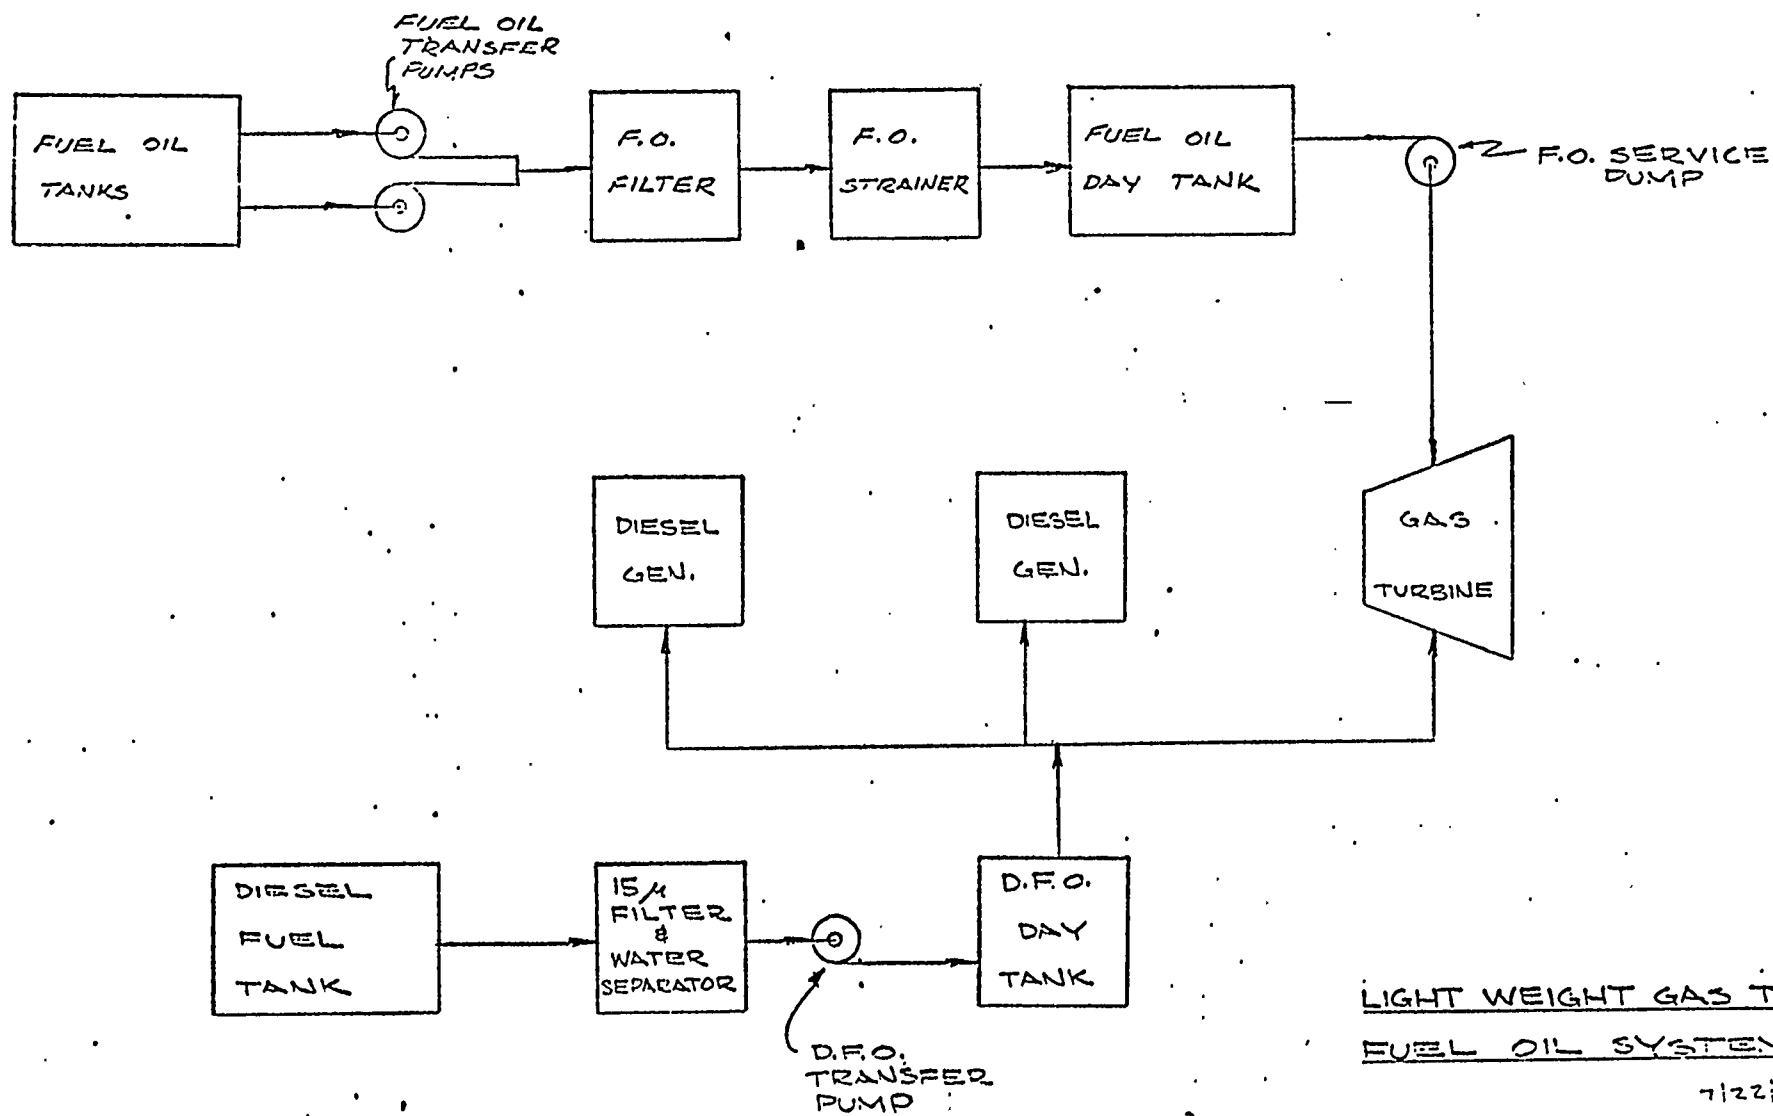 FUEL OIL
TRANSFER
PUMPS
FUEL OIL
TANKS
F.O.
FILTER
F.O.
STRAINER
FUEL OIL
DAY TANK
F.O. SERVICE
PUMP
DIESEL
GEN.
DIESEL
GEN.
GAS
TURBINE
DIESEL
FUEL
TANK
15μ
FILTER
&
WATER
SEPARATOR
D.F.O.
DAY
TANK
D.F.O.
TRANSFER
PUMP
LIGHT WEIGHT GAS T
FUEL OIL SYSTEM
7/22/